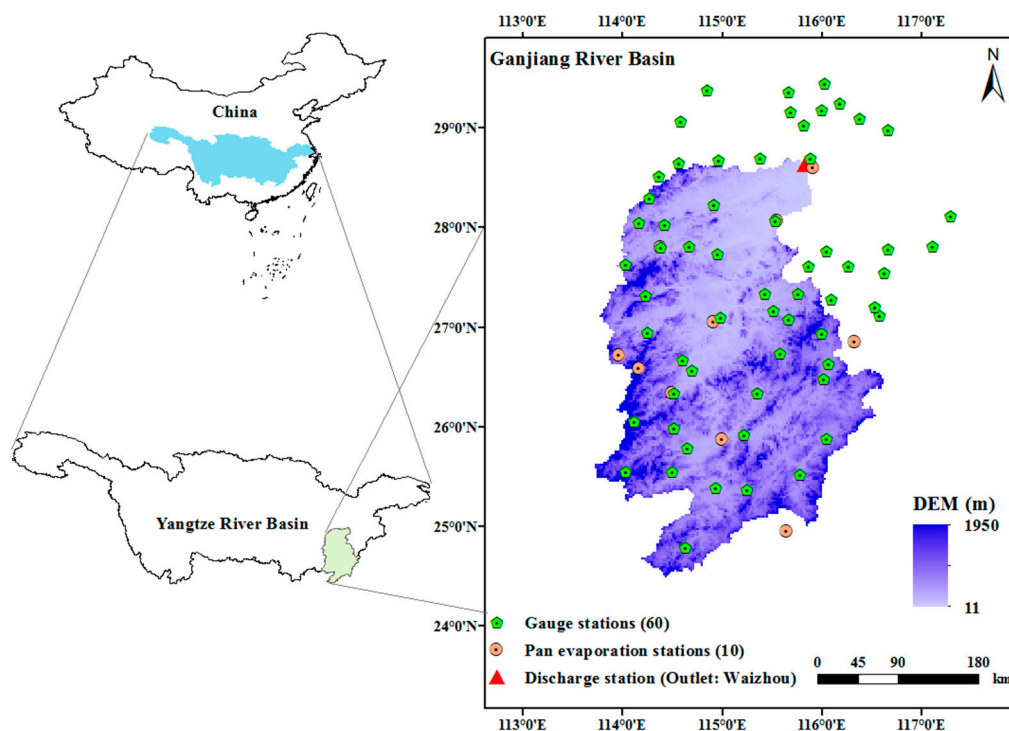 113°0'E 114°0'E 115°0'E 116°0'E 117°0'E
Ganjiang River Basin
N
China
29°0'N
28°0'N
27°0'N
26°0'N
25°0'N
24°0'N
Yangtze River Basin
DEM (m)
1950
11
Gauge stations (60)
Pan evaporation stations (10)
Discharge station (Outlet: Waizhou)
0 45 90 180
km
113°0'E 114°0'E 115°0'E 116°0'E 117°0'E